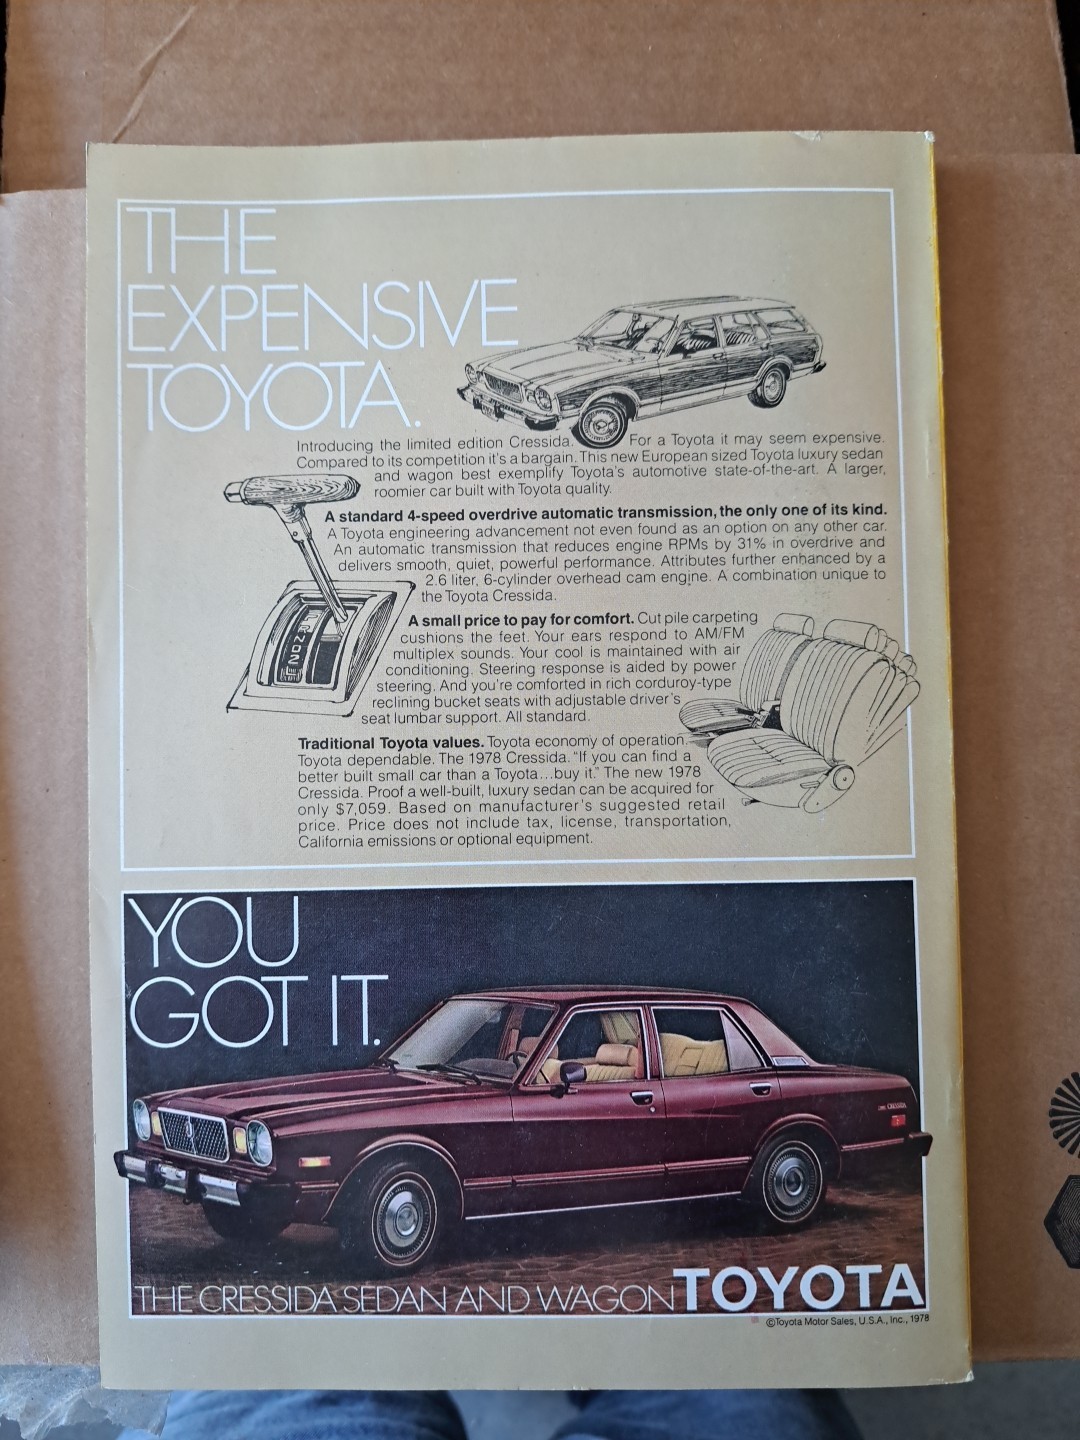 THE
EXPENSIVE
TOYOTA.
Introducing the limited edition Cressida. For a Toyota it may seem expensive.
Compared to its competition it's a bargain. This new European sized Toyota luxury sedan
and wagon best exemplify Toyota's automotive state-of-the-art. A larger,
roomier car built with Toyota quality.
A standard 4-speed overdrive automatic transmission, the only one of its kind.
A Toyota engineering advancement not even found as an option on any other car.
An automatic transmission that reduces engine RPMs by 31% in overdrive and
delivers smooth, quiet, powerful performance. Attributes further enhanced by a
2.6 liter, 6-cylinder overhead cam engine. A combination unique to
the Toyota Cressida.
P
R
N
D
2
L
A small price to pay for comfort. Cut pile carpeting
cushions the feet. Your ears respond to AM/FM
multiplex sounds. Your cool is maintained with air
conditioning. Steering response is aided by power
steering. And you're comforted in rich corduroy-type
reclining bucket seats with adjustable driver's
seat lumbar support. All standard.
Traditional Toyota values. Toyota economy of operation.
Toyota dependable. The 1978 Cressida. "If you can find a
better built small car than a Toyota...buy it." The new 1978
Cressida. Proof a well-built, luxury sedan can be acquired for
only $7,059. Based on manufacturer's suggested retail
price. Price does not include tax, license, transportation,
California emissions or optional equipment.
YOU
GOT IT.
CRESSIDA
THE CRESSIDA SEDAN AND WAGON TOYOTA
©Toyota Motor Sales, U.S.A., Inc., 1978